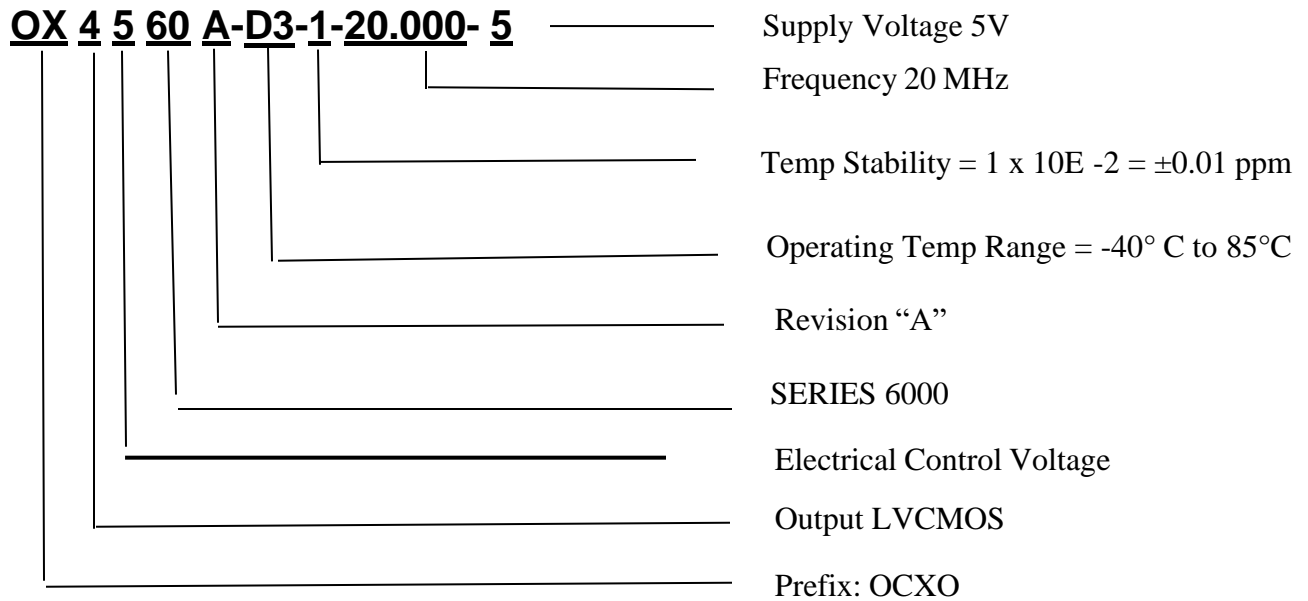 OX 4 5 60 A-D3-1-20.000- 5
Supply Voltage 5V
Frequency 20 MHz
Temp Stability = 1 x 10E -2 = ±0.01 ppm
Operating Temp Range = -40° C to 85°C
Revision “A”
SERIES 6000
Electrical Control Voltage
Output LVCMOS
Prefix: OCXO